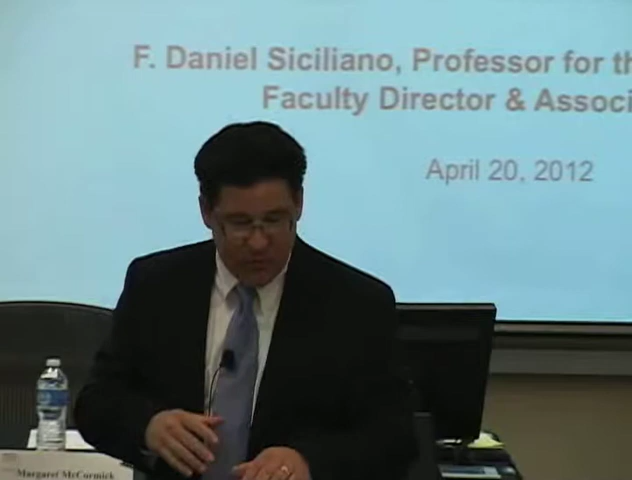 F. Daniel Siciliano, Professor for th
Faculty Director & Associ
April 20, 2012
Margaret McCormick